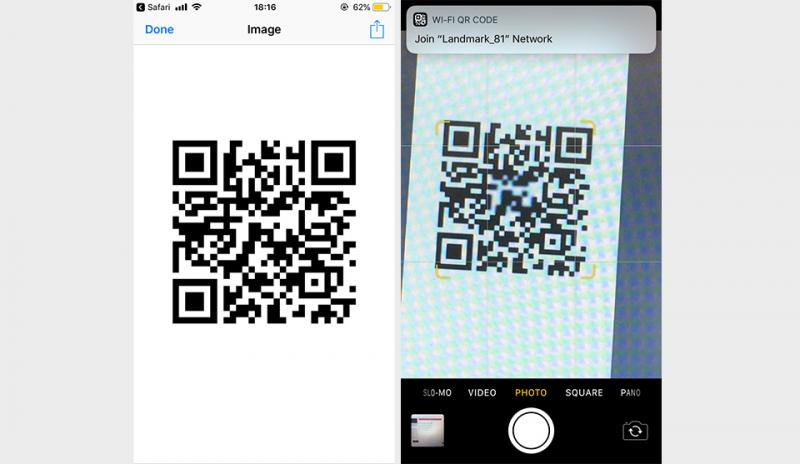 Safari 18:16 62%
Done Image
WI-FI QR CODE
Join “Landmark_81” Network
SLO-MO VIDEO PHOTO SQUARE PANO